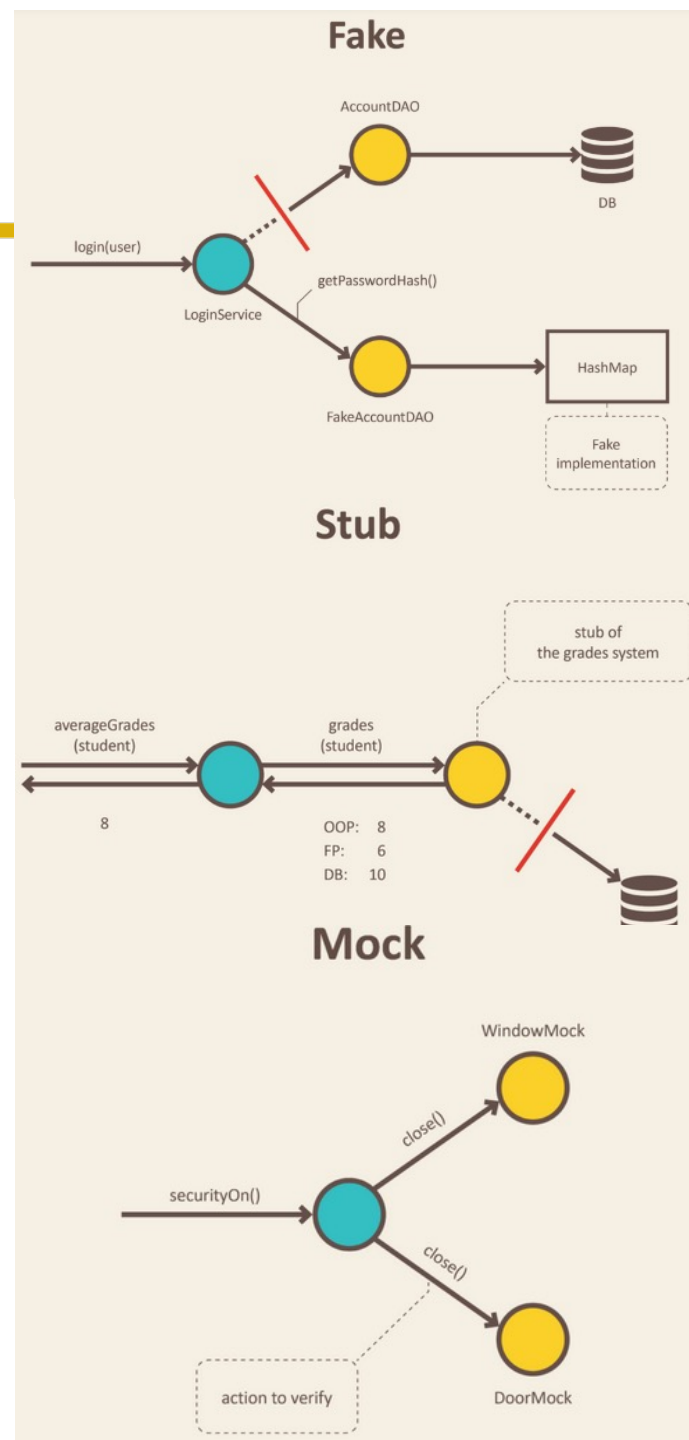 Fake
AccountDAO
DB
login(user)
getPasswordHash()
LoginService
HashMap
FakeAccountDAO
Fake
implementation
Stub
stub of
the grades system
averageGrades
(student)
grades
(student)
8
OOP: 8
FP: 6
DB: 10
Mock
WindowMock
close()
securityOn()
close()
action to verify
DoorMock